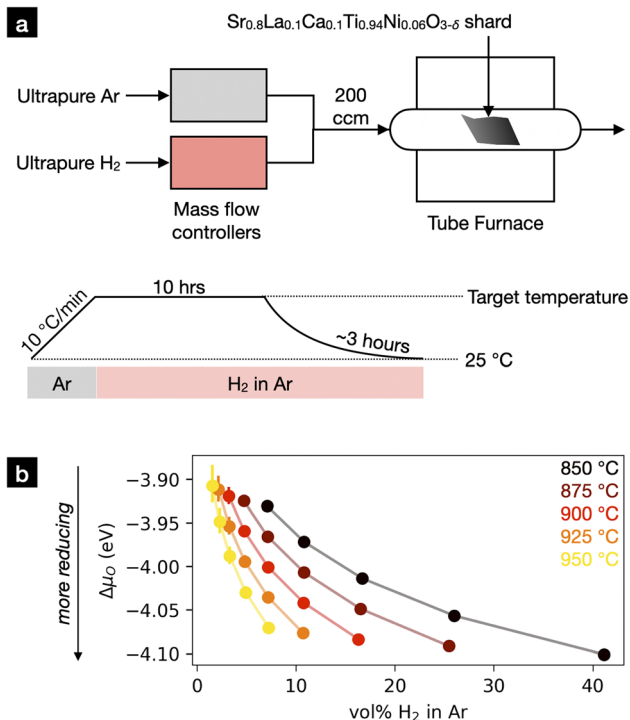 a
Sr0.8La0.1Ca0.1Ti0.94Ni0.06O3-δ shard
Ultrapure Ar
200
ccm
Ultrapure H2
Mass flow
controllers
Tube Furnace
10 °C/min
10 hrs
Target temperature
~3 hours
25 °C
Ar
H2 in Ar
b
more reducing
ΔμO (eV)
−3.90
−3.95
−4.00
−4.05
−4.10
850 °C
875 °C
900 °C
925 °C
950 °C
0
10
20
30
40
vol% H2 in Ar